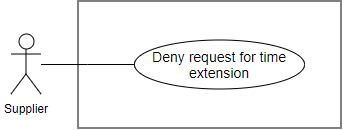 Deny request for time
extension
Supplier